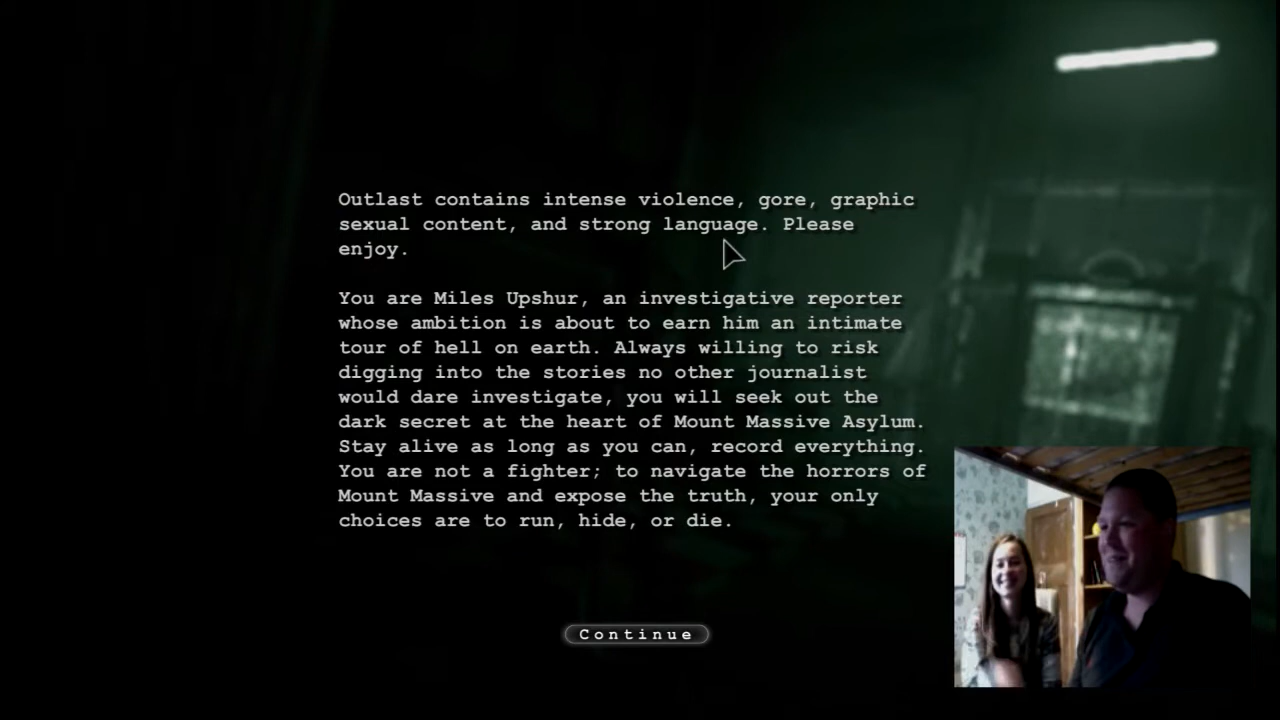 Outlast contains intense violence, gore, graphic
sexual content, and strong language. Please
enjoy.
You are Miles Upshur, an investigative reporter
whose ambition is about to earn him an intimate
tour of hell on earth. Always willing to risk
digging into the stories no other journalist
would dare investigate, you will seek out the
dark secret at the heart of Mount Massive Asylum.
Stay alive as long as you can, record everything.
You are not a fighter; to navigate the horrors of
Mount Massive and expose the truth, your only
choices are to run, hide, or die.
Continue